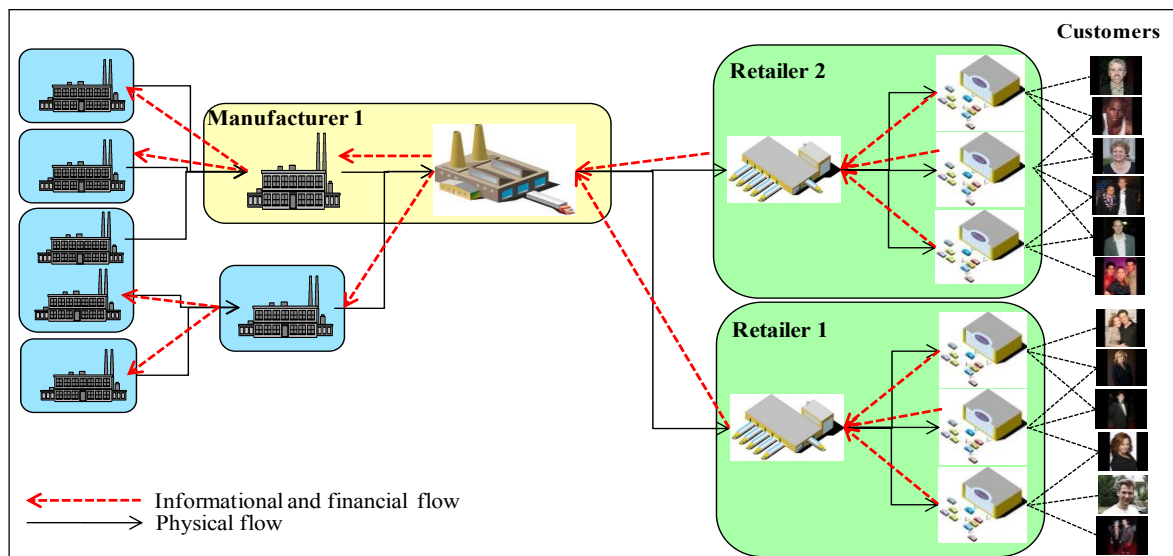 Customers
Retailer 2
Manufacturer 1
Retailer 1
Informational and financial flow
Physical flow